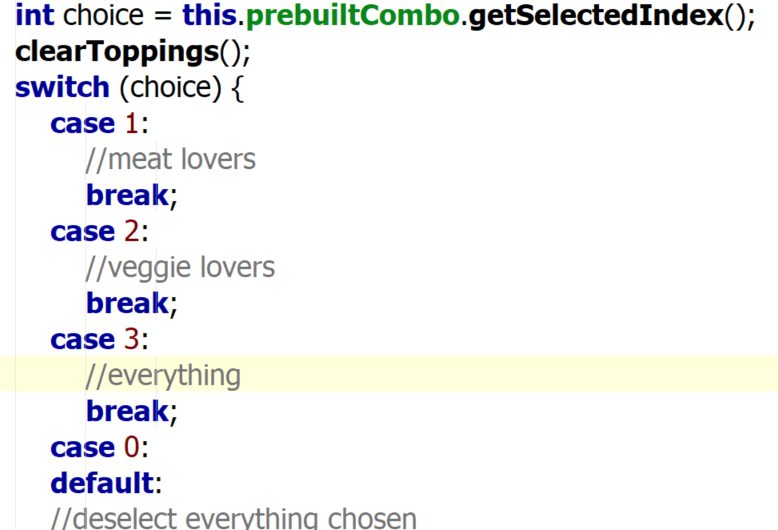 int choice = this.prebuiltCombo.getSelectedIndex();
clearToppings();
switch (choice) {
case 1:
//meat lovers
break;
case 2:
//veggie lovers
break;
case 3:
//everything
break;
case 0:
default:
//deselect everything chosen